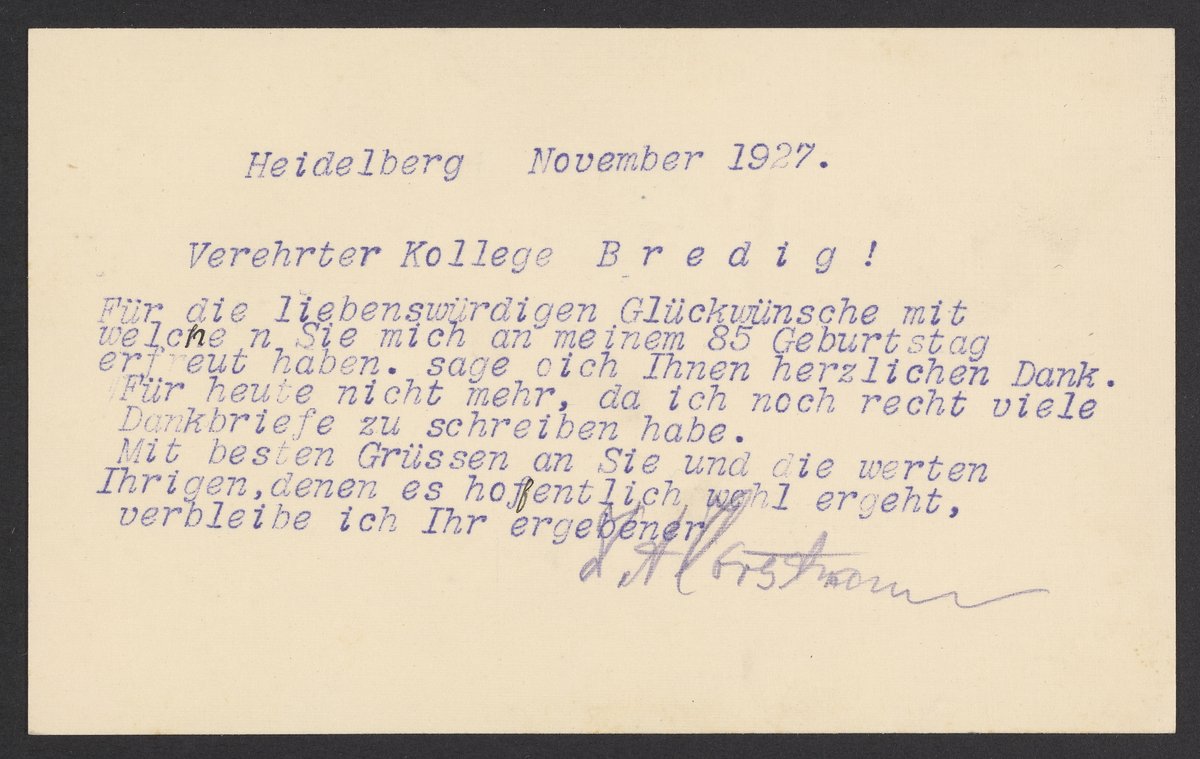 Heidelberg November 1927.
Verehrter Kollege B r e d i g !
Für die liebenswürdigen Glückwünsche mit
welche n Sie mich an meinem 85 Geburtstag
erfreut haben. sage oich Ihnen herzlichen Dank.
Für heute nicht mehr, da ich noch recht viele
Dankbriefe zu schreiben habe.
Mit besten Grüssen an Sie und die werten
Ihrigen,denen es hoffentlich wohl ergeht,
verbleibe ich Ihr ergebener
A Horstmann